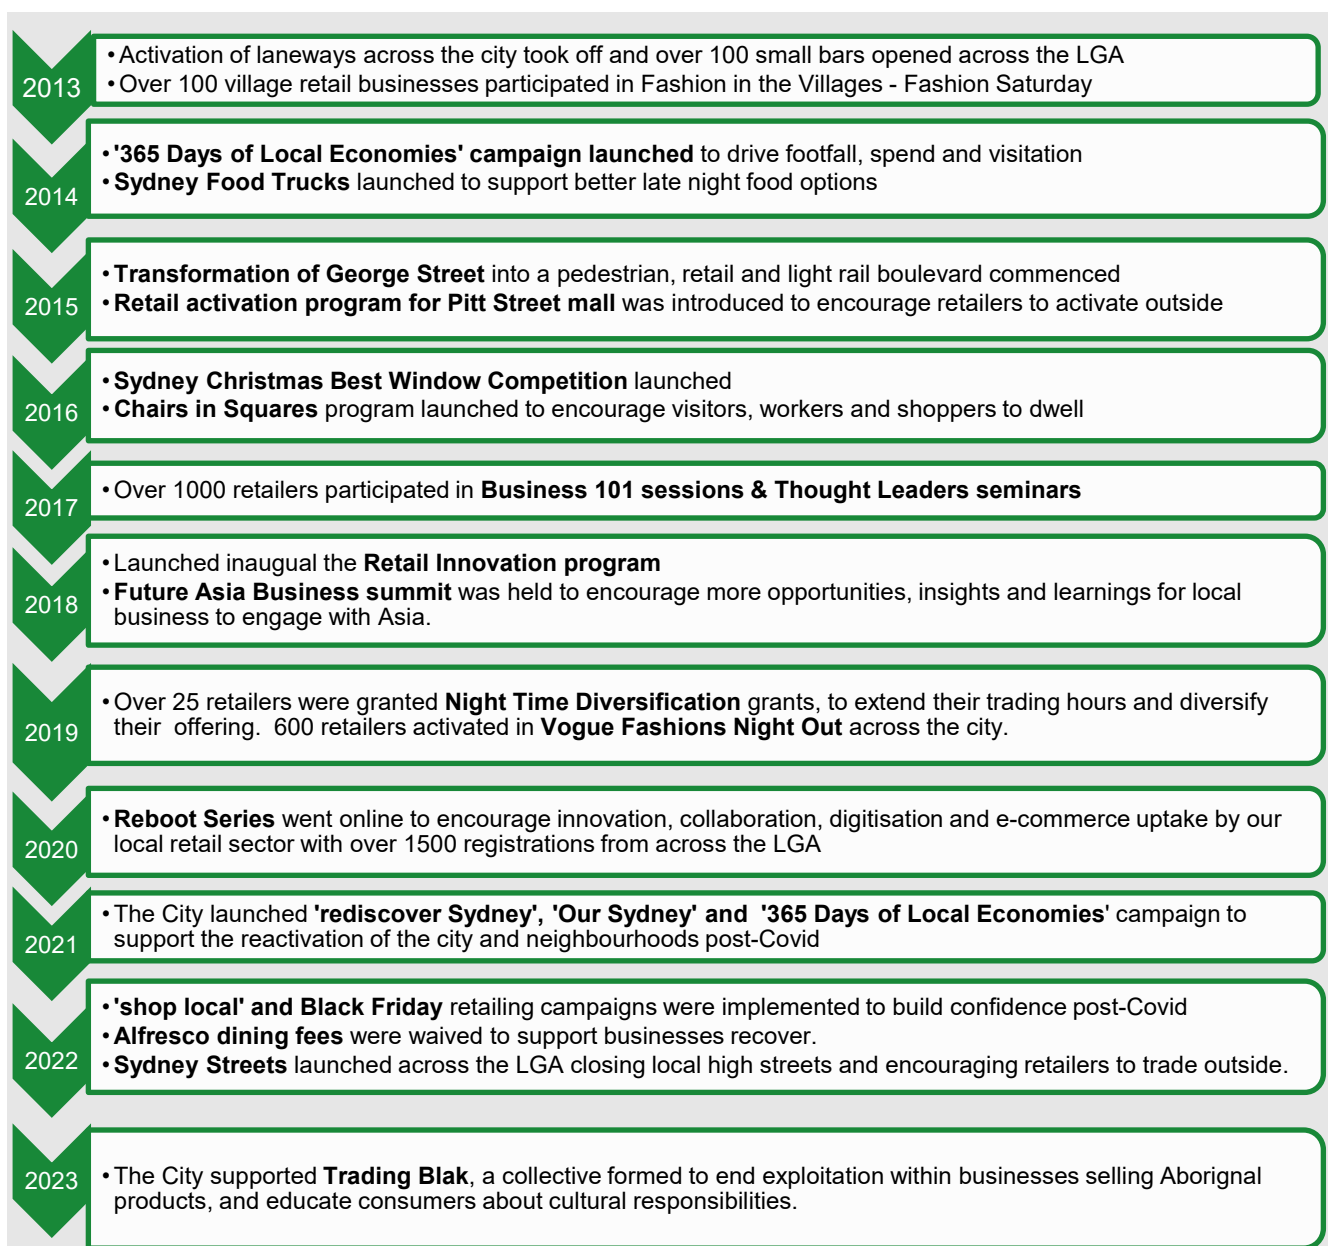 2013
• Activation of laneways across the city took off and over 100 small bars opened across the LGA
• Over 100 village retail businesses participated in Fashion in the Villages - Fashion Saturday
2014
• '365 Days of Local Economies' campaign launched to drive footfall, spend and visitation
• Sydney Food Trucks launched to support better late night food options
2015
• Transformation of George Street into a pedestrian, retail and light rail boulevard commenced
• Retail activation program for Pitt Street mall was introduced to encourage retailers to activate outside
2016
• Sydney Christmas Best Window Competition launched
• Chairs in Squares program launched to encourage visitors, workers and shoppers to dwell
2017
• Over 1000 retailers participated in Business 101 sessions & Thought Leaders seminars
2018
• Launched inaugual the Retail Innovation program
• Future Asia Business summit was held to encourage more opportunities, insights and learnings for local
business to engage with Asia.
2019
• Over 25 retailers were granted Night Time Diversification grants, to extend their trading hours and diversify
their  offering.  600 retailers activated in Vogue Fashions Night Out across the city.
2020
• Reboot Series went online to encourage innovation, collaboration, digitisation and e-commerce uptake by our
local retail sector with over 1500 registrations from across the LGA
2021
• The City launched 'rediscover Sydney', 'Our Sydney' and  '365 Days of Local Economies' campaign to
support the reactivation of the city and neighbourhoods post-Covid
2022
• 'shop local' and Black Friday retailing campaigns were implemented to build confidence post-Covid
• Alfresco dining fees were waived to support businesses recover.
• Sydney Streets launched across the LGA closing local high streets and encouraging retailers to trade outside.
2023
• The City supported Trading Blak, a collective formed to end exploitation within businesses selling Aborignal
products, and educate consumers about cultural responsibilities.